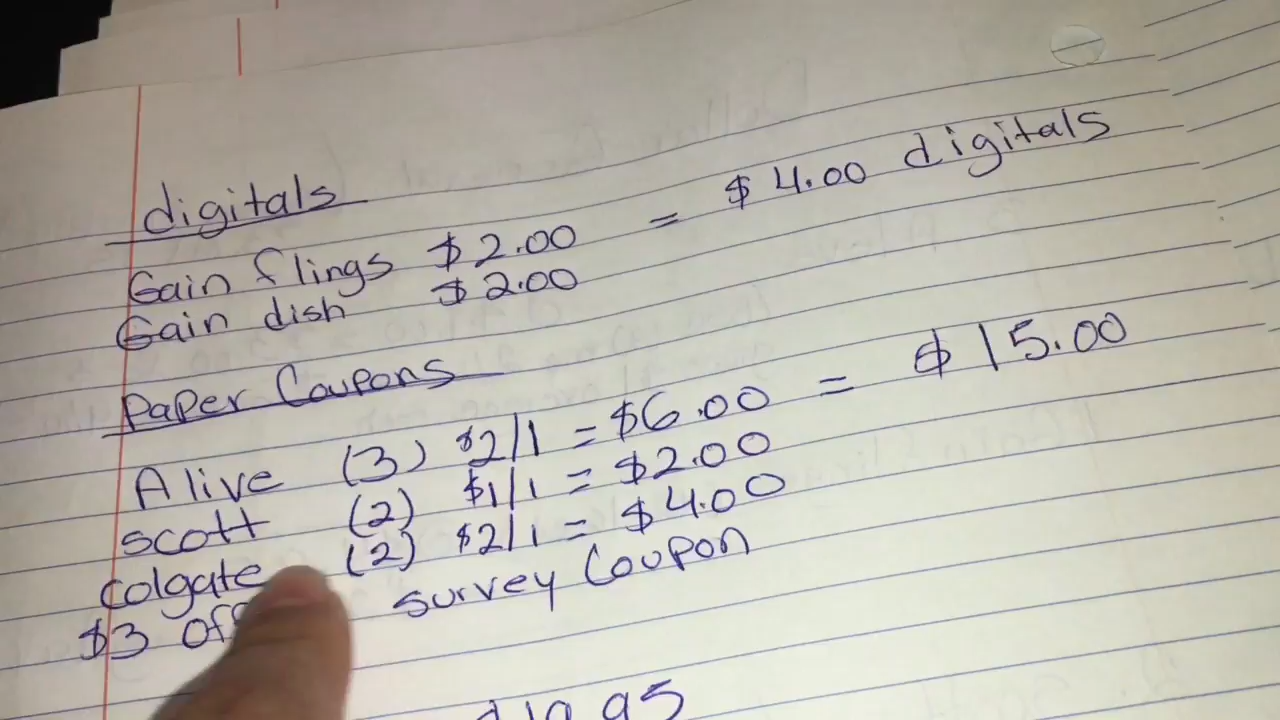 digitals
Gain flings $2.00 = $4.00 digitals
Gain dish $2.00
Paper Coupons
Alive (3) $2/1 = $6.00 = $15.00
scott (2) $1/1 = $2.00
Colgate (2) $2/1 = $4.00
$3 off survey Coupon